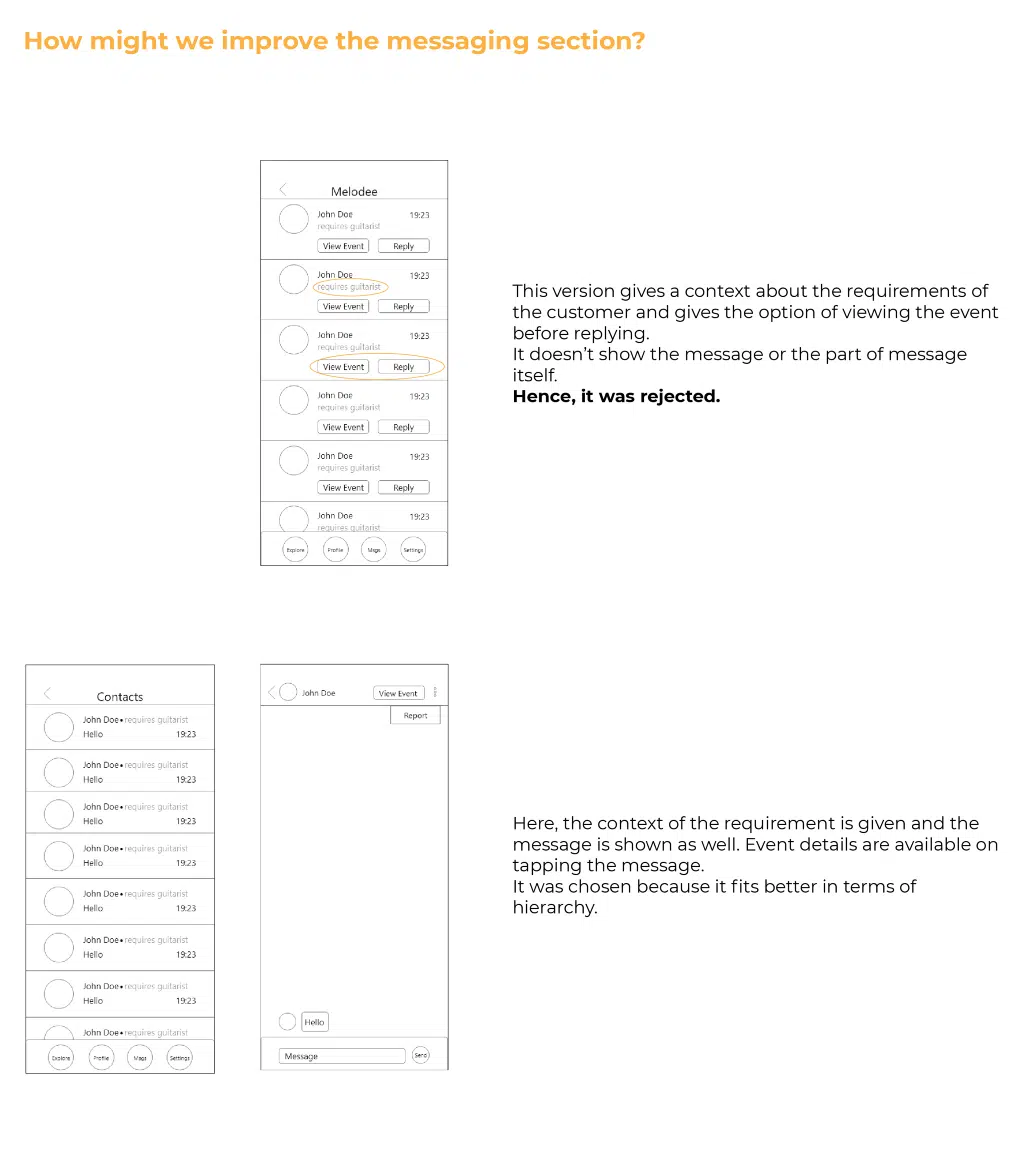 How might we improve the messaging section?
Melodee
John Doe 19:23
requires guitarist
View Event Reply
John Doe 19:23
requires guitarist
View Event Reply
John Doe 19:23
requires guitarist
View Event Reply
John Doe 19:23
requires guitarist
View Event Reply
John Doe 19:23
requires guitarist
View Event Reply
John Doe 19:23
requires guitarist
Explore Profile Msgs Settings
This version gives a context about the requirements of
the customer and gives the option of viewing the event
before replying.
It doesn’t show the message or the part of message
itself.
Hence, it was rejected.
Contacts
John Doe•requires guitarist
Hello 19:23
John Doe•requires guitarist
Hello 19:23
John Doe•requires guitarist
Hello 19:23
John Doe•requires guitarist
Hello 19:23
John Doe•requires guitarist
Hello 19:23
John Doe•requires guitarist
Hello 19:23
John Doe•requires guitarist
Hello 19:23
John Doe•requires guitarist
Explore Profile Msgs Settings
John Doe View Event
Report
Hello
Message Send
Here, the context of the requirement is given and the
message is shown as well. Event details are available on
tapping the message.
It was chosen because it fits better in terms of
hierarchy.